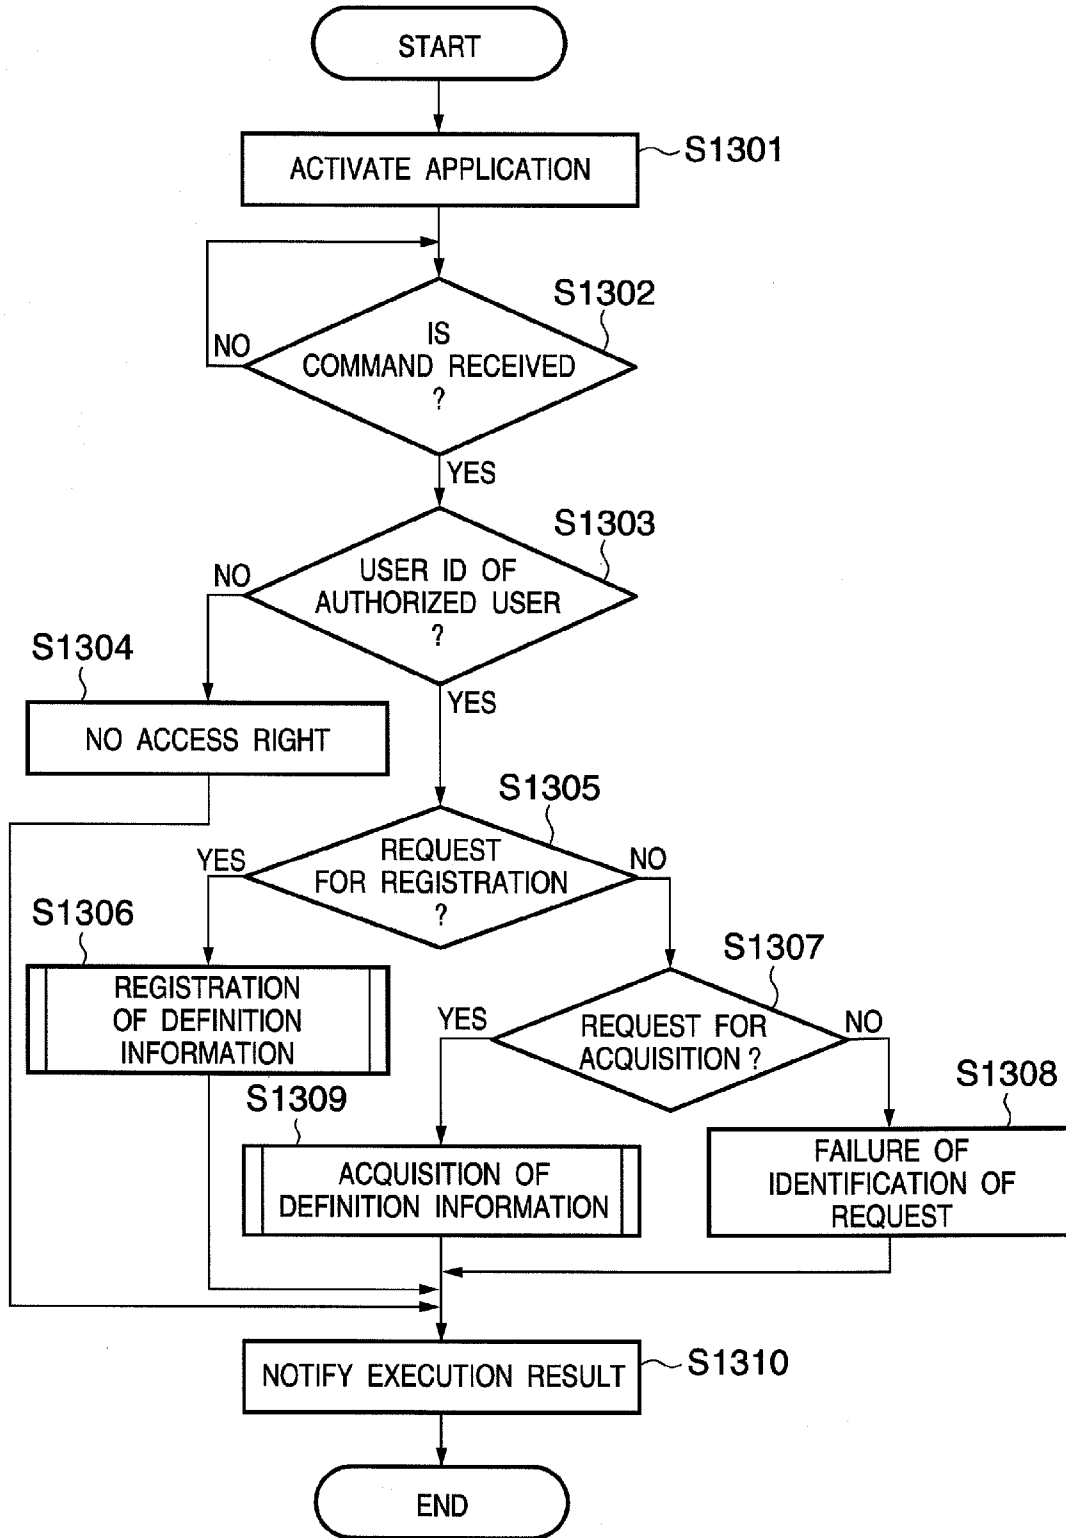 START
ACTIVATE APPLICATION
S1301
S1302
IS
COMMAND RECEIVED
?
NO
YES
S1303
USER ID OF
AUTHORIZED USER
?
NO
YES
S1304
NO ACCESS RIGHT
S1305
REQUEST
FOR REGISTRATION
?
YES
NO
S1306
REGISTRATION
OF DEFINITION
INFORMATION
S1307
REQUEST FOR
ACQUISITION ?
YES
NO
S1309
ACQUISITION OF
DEFINITION INFORMATION
S1308
FAILURE OF
IDENTIFICATION OF
REQUEST
NOTIFY EXECUTION RESULT
S1310
END